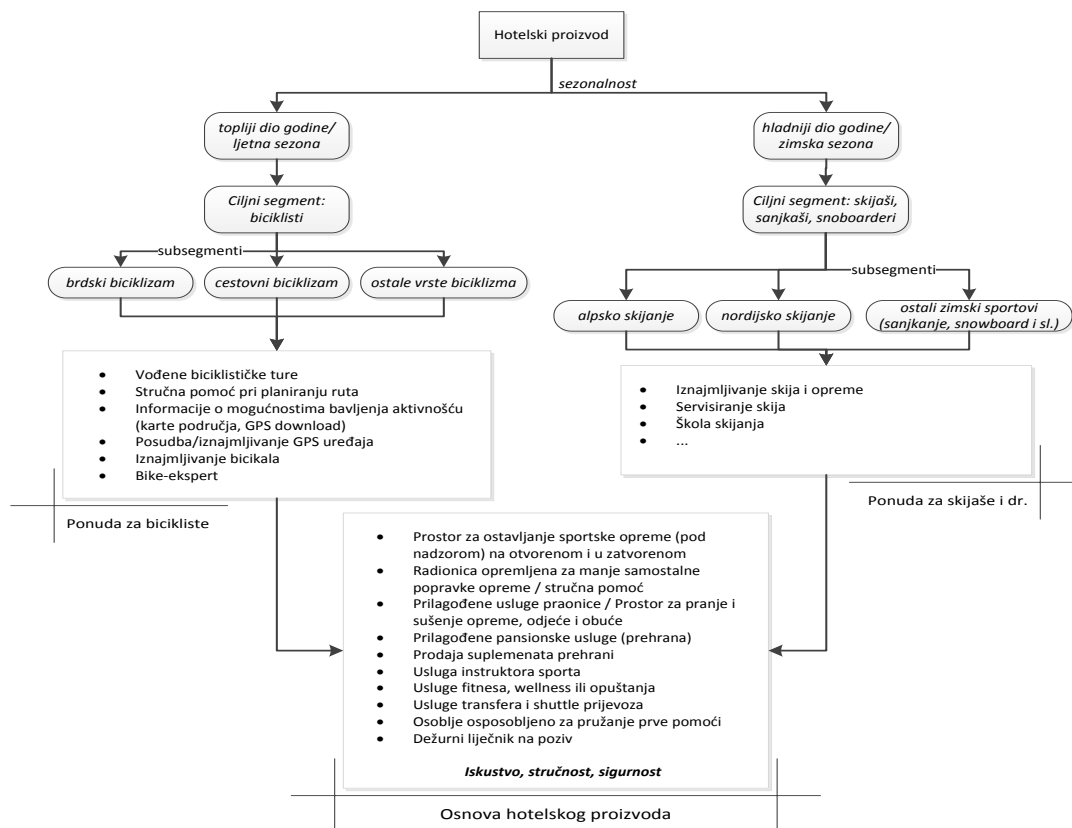 Hotelski proizvod
sezonalnost
topliji dio godine/
ljetna sezona
hladniji dio godine/
zimska sezona
Ciljni segment:
biciklisti
Ciljni segment: skijaši,
sanjkaši, snoboarderi
subsegmenti
subsegmenti
brdski biciklizam
cestovni biciklizam
ostale vrste biciklizma
alpsko skijanje
nordijsko skijanje
ostali zimski sportovi
(sanjkanje, snowboard i sl.)
• Vođene biciklističke ture
• Stručna pomoć pri planiranju ruta
• Informacije o mogućnostima bavljenja aktivnošću
(karte područja, GPS download)
• Posudba/iznajmljivanje GPS uređaja
• Iznajmljivanje bicikala
• Bike-ekspert
• Iznajmljivanje skija i opreme
• Servisiranje skija
• Škola skijanja
• ...
Ponuda za bicikliste
Ponuda za skijaše i dr.
• Prostor za ostavljanje sportske opreme (pod
nadzorom) na otvorenom i u zatvorenom
• Radionica opremljena za manje samostalne
popravke opreme / stručna pomoć
• Prilagođene usluge praonice / Prostor za pranje i
sušenje opreme, odjeće i obuće
• Prilagođene pansionske usluge (prehrana)
• Prodaja suplemenata prehrani
• Usluga instruktora sporta
• Usluge fitnesa, wellness ili opuštanja
• Usluge transfera i shuttle prijevoza
• Osoblje osposobljeno za pružanje prve pomoći
• Dežurni liječnik na poziv
Iskustvo, stručnost, sigurnost
Osnova hotelskog proizvoda